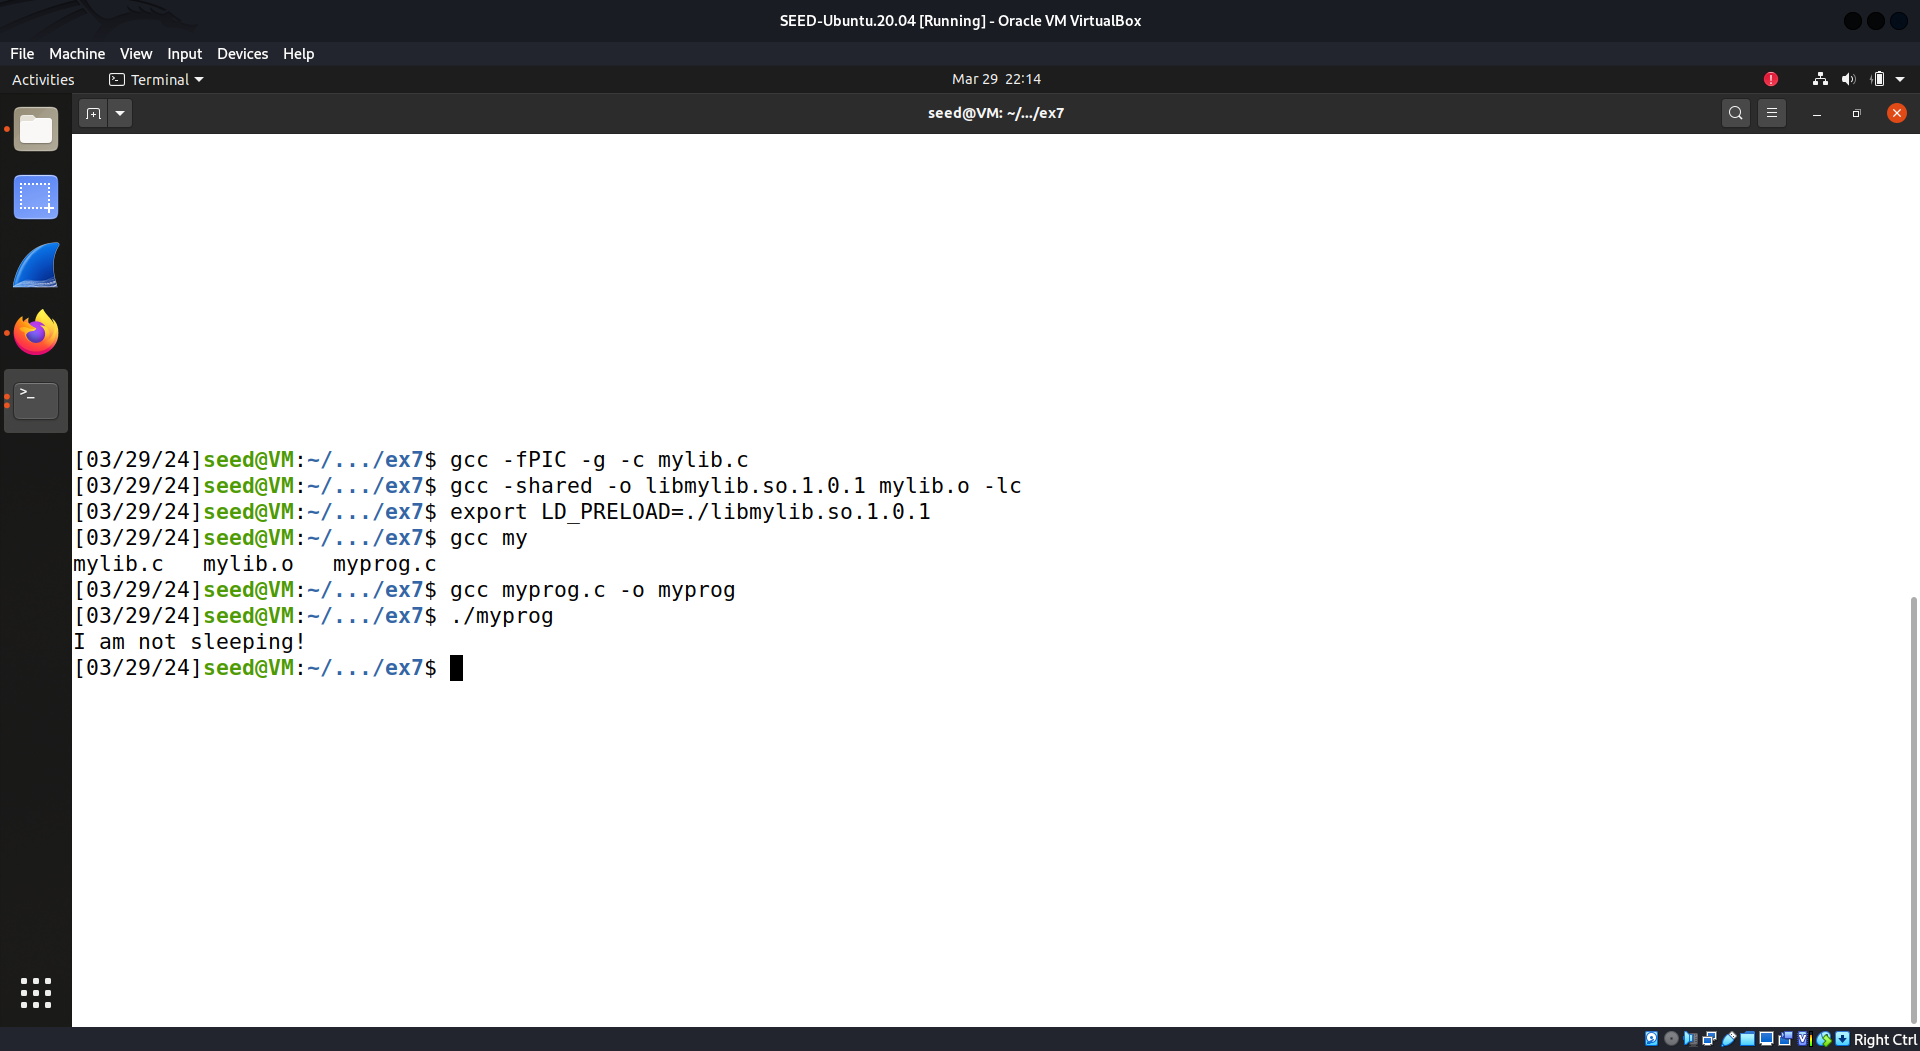 SEED-Ubuntu.20.04 [Running] - Oracle VM VirtualBox
File Machine View Input Devices Help
Activities Terminal Mar 29 22:14
seed@VM: ~/.../ex7
[03/29/24]seed@VM:~/.../ex7$ gcc -fPIC -g -c mylib.c
[03/29/24]seed@VM:~/.../ex7$ gcc -shared -o libmylib.so.1.0.1 mylib.o -lc
[03/29/24]seed@VM:~/.../ex7$ export LD_PRELOAD=./libmylib.so.1.0.1
[03/29/24]seed@VM:~/.../ex7$ gcc my
mylib.c mylib.o myprog.c
[03/29/24]seed@VM:~/.../ex7$ gcc myprog.c -o myprog
[03/29/24]seed@VM:~/.../ex7$ ./myprog
I am not sleeping!
[03/29/24]seed@VM:~/.../ex7$
Right Ctrl